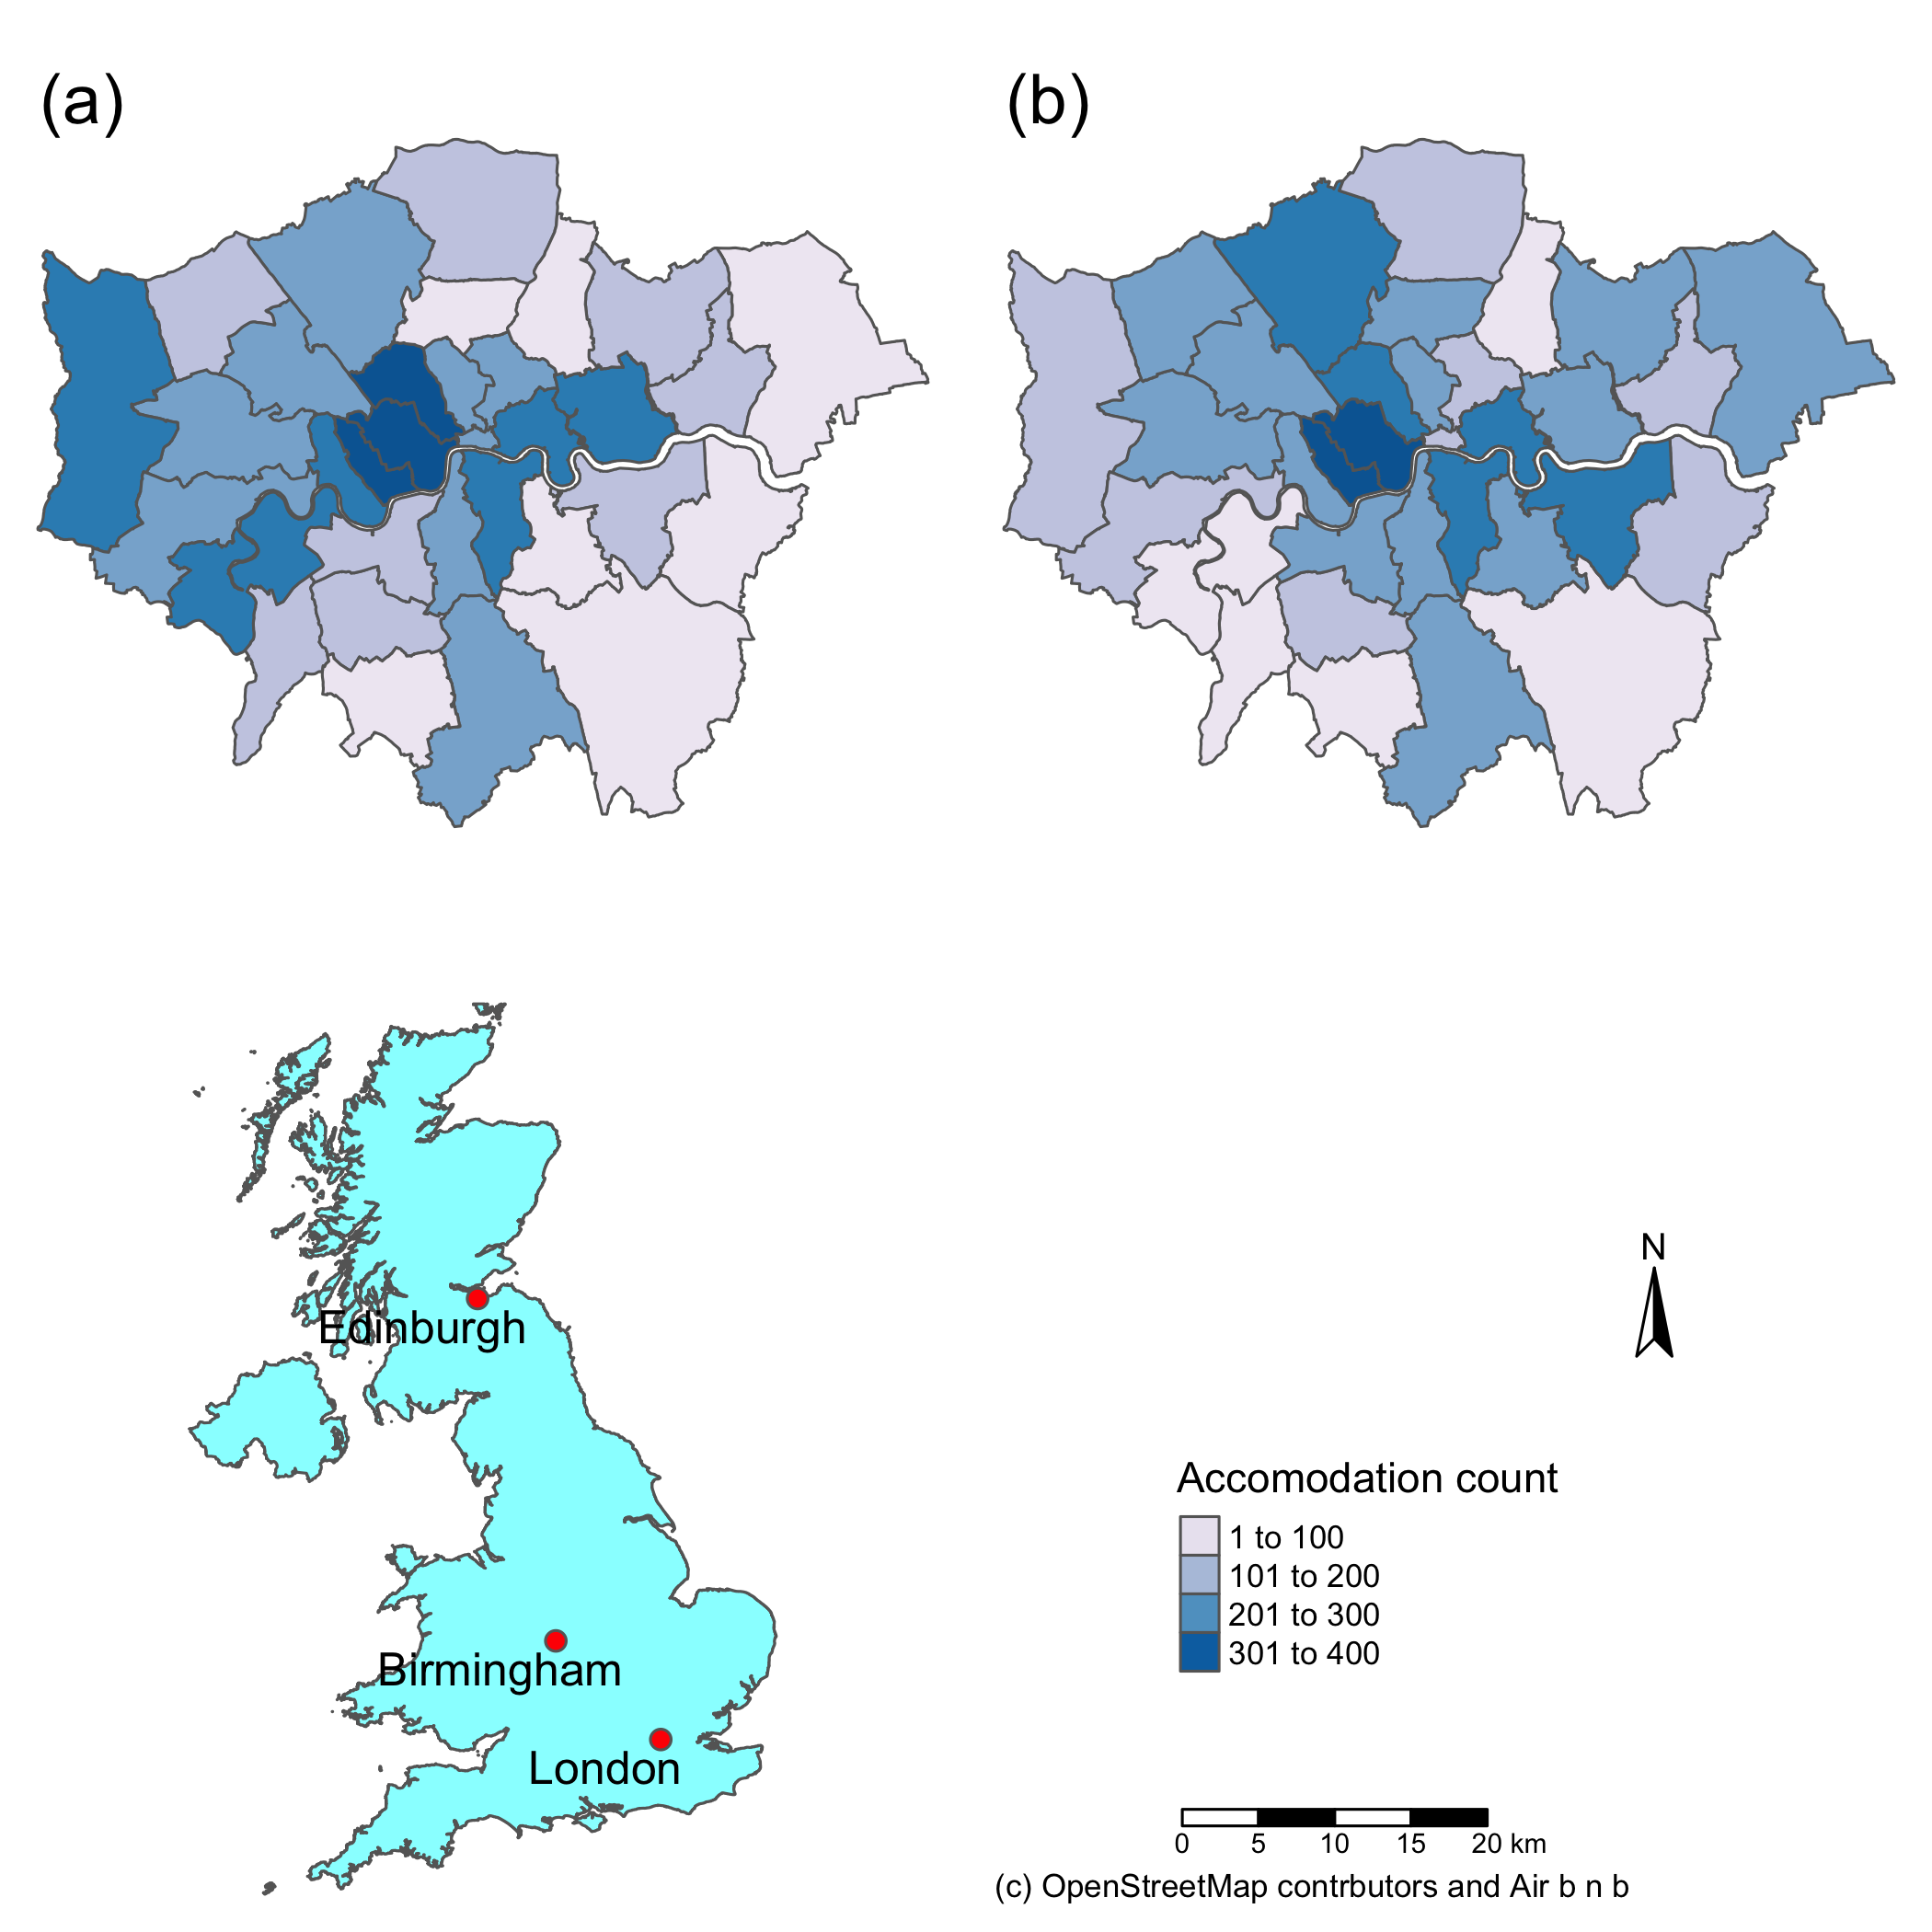 (a)
(b)
Edinburgh
Birmingham
London
N
Accomodation count
1 to 100
101 to 200
201 to 300
301 to 400
0 5 10 15 20 km
(c) OpenStreetMap contrbutors and Air b n b